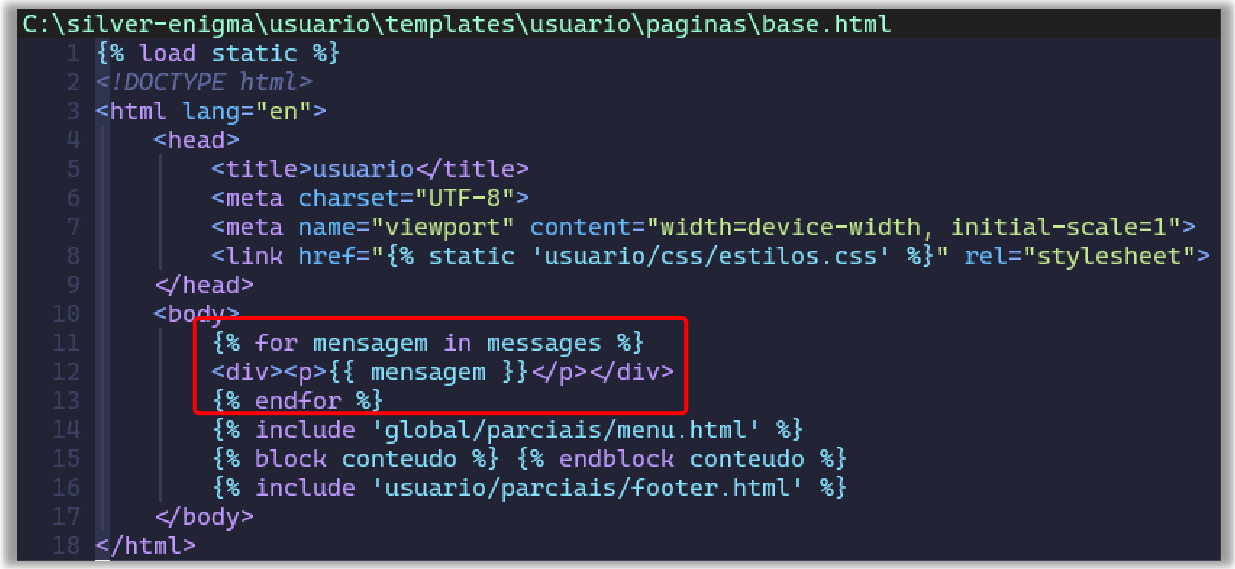 C:\silver-enigma\usuario\templates\usuario\paginas\base.html
1 {% load static %}
2 <!DOCTYPE html>
3 <html lang="en">
4 <head>
5 <title>usuario</title>
6 <meta charset="UTF-8">
7 <meta name="viewport" content="width=device-width, initial-scale=1">
8 <link href="{% static 'usuario/css/estilos.css' %}" rel="stylesheet">
9 </head>
10 <body>
11 {% for mensagem in messages %}
12 <div><p>{{ mensagem }}</p></div>
13 {% endfor %}
14 {% include 'global/parciais/menu.html' %}
15 {% block conteudo %} {% endblock conteudo %}
16 {% include 'usuario/parciais/footer.html' %}
17 </body>
18 </html>